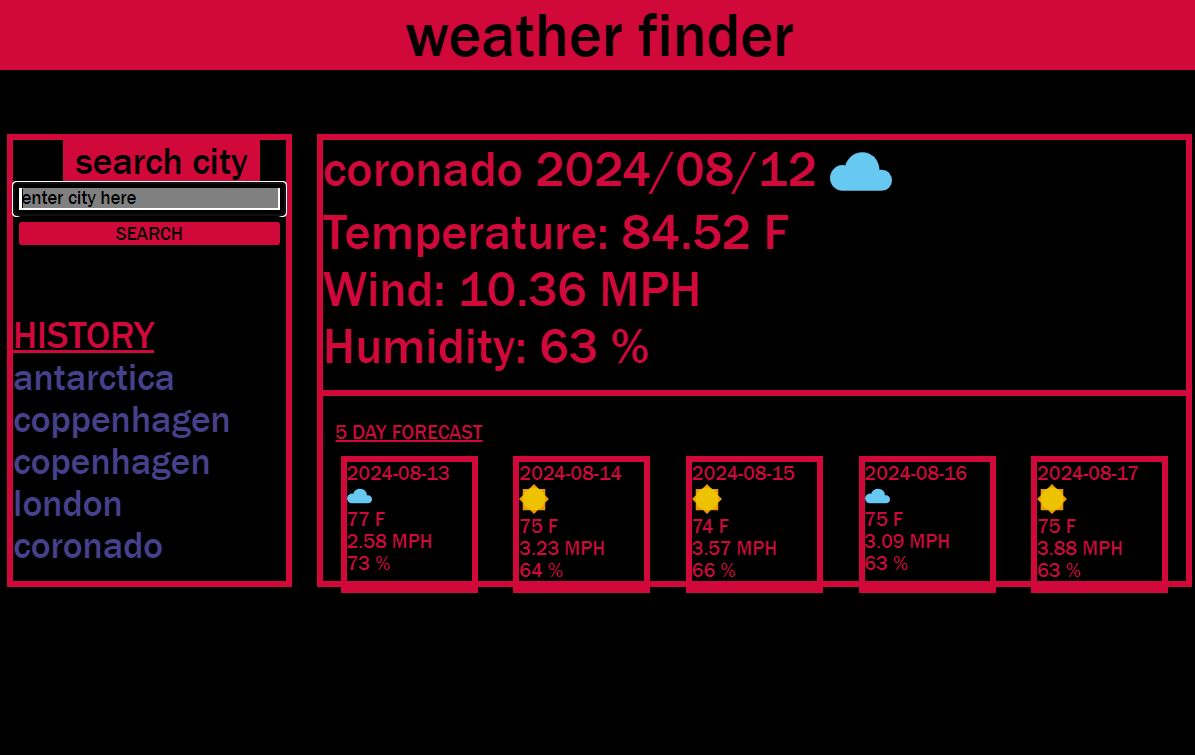 weather finder
search city
enter city here
SEARCH
HISTORY
antarctica
coppenhagen
copenhagen
london
coronado
coronado 2024/08/12
Temperature: 84.52 F
Wind: 10.36 MPH
Humidity: 63 %
5 DAY FORECAST
2024-08-13
77 F
2.58 MPH
73 %
2024-08-14
75 F
3.23 MPH
64 %
2024-08-15
74 F
3.57 MPH
66 %
2024-08-16
75 F
3.09 MPH
63 %
2024-08-17
75 F
3.88 MPH
63 %